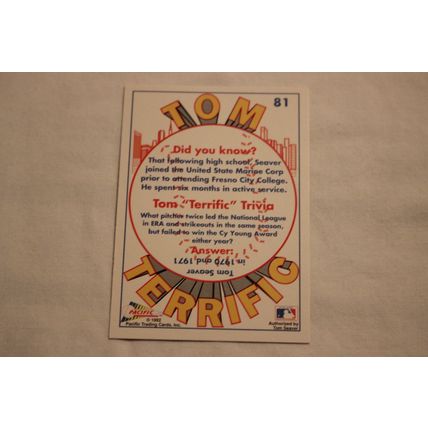 81
TOM
Did you know?
That following high school, Seaver
joined the United State Marine Corp
prior to attending Fresno City College.
He spent six months in active service.
Tom "Terrific" Trivia
What pitcher twice led the National League
in ERA and strikeouts in the same season,
but failed to win the Cy Young Award
either year?
Answer:
Tom Seaver
in 1970 and 1971
TERRIFIC
PACIFIC
© 1992
Pacific Trading Cards, Inc.
Authorized by
Tom Seaver